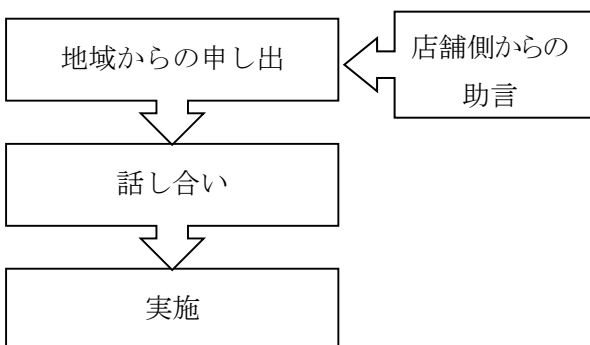 地域からの申し出
店舗側からの
助言
話し合い
実施